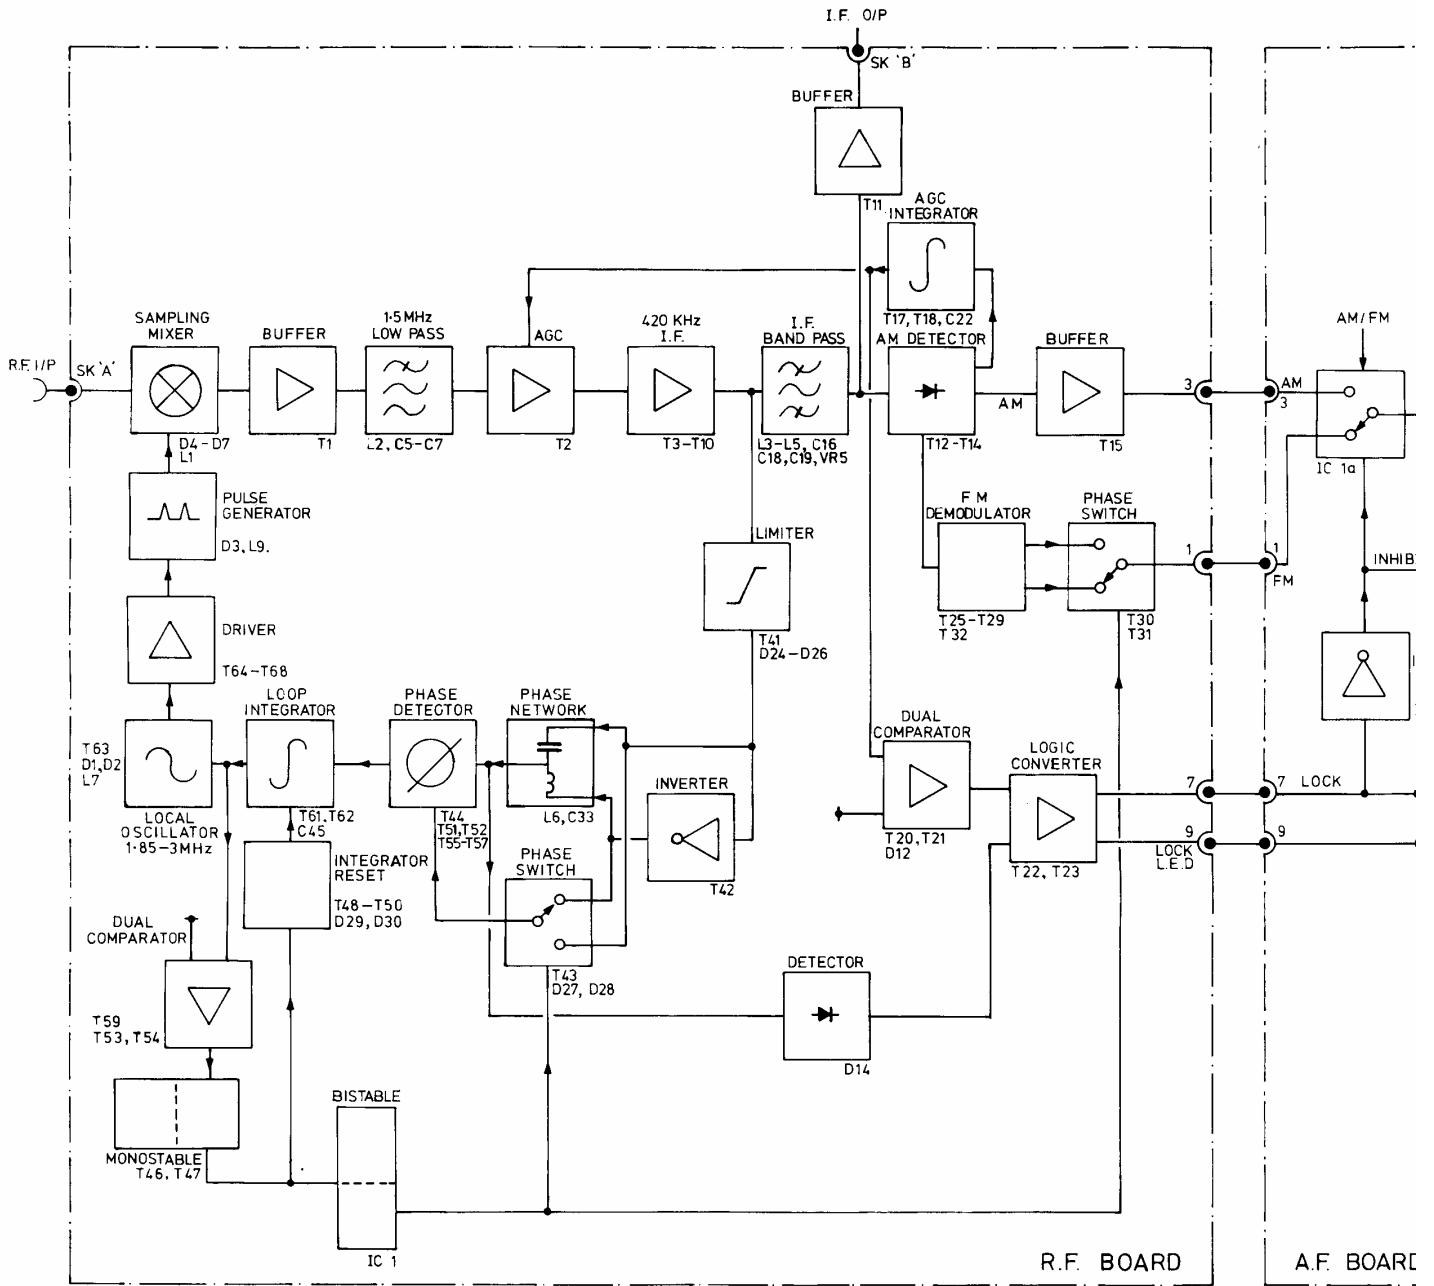 I.F. O/P
SK 'B'
BUFFER
T11
AGC
INTEGRATOR
T17, T18, C22
R.F. I/P
SK 'A'
SAMPLING
MIXER
D4-D7
L1
BUFFER
T1
1·5 MHz
LOW PASS
L2, C5-C7
AGC
T2
420 KHz
I.F.
T3-T10
I.F.
BAND PASS
L3-L5, C16
C18, C19, VR5
AM DETECTOR
T12-T14
AM
BUFFER
T15
3
AM
3
AM/FM
IC 1a
PULSE
GENERATOR
D3, L9.
LIMITER
T41
D24-D26
FM
DEMODULATOR
T25-T29
T32
PHASE
SWITCH
T30
T31
1
1
FM
DRIVER
T64-T68
T63
D1, D2
L7
LOCAL
OSCILLATOR
1·85-3MHz
LOOP
INTEGRATOR
T61, T62
C45
PHASE
DETECTOR
T44
T51, T52
T55-T57
PHASE
NETWORK
L6, C33
INVERTER
T42
DUAL
COMPARATOR
T20, T21
D12
LOGIC
CONVERTER
T22, T23
7
7
LOCK
9
9
LOCK
L.E.D
INTEGRATOR
RESET
T48-T50
D29, D30
PHASE
SWITCH
T43
D27, D28
DUAL
COMPARATOR
T59
T53, T54
DETECTOR
D14
MONOSTABLE
T46, T47
BISTABLE
IC 1
R.F. BOARD
A.F.